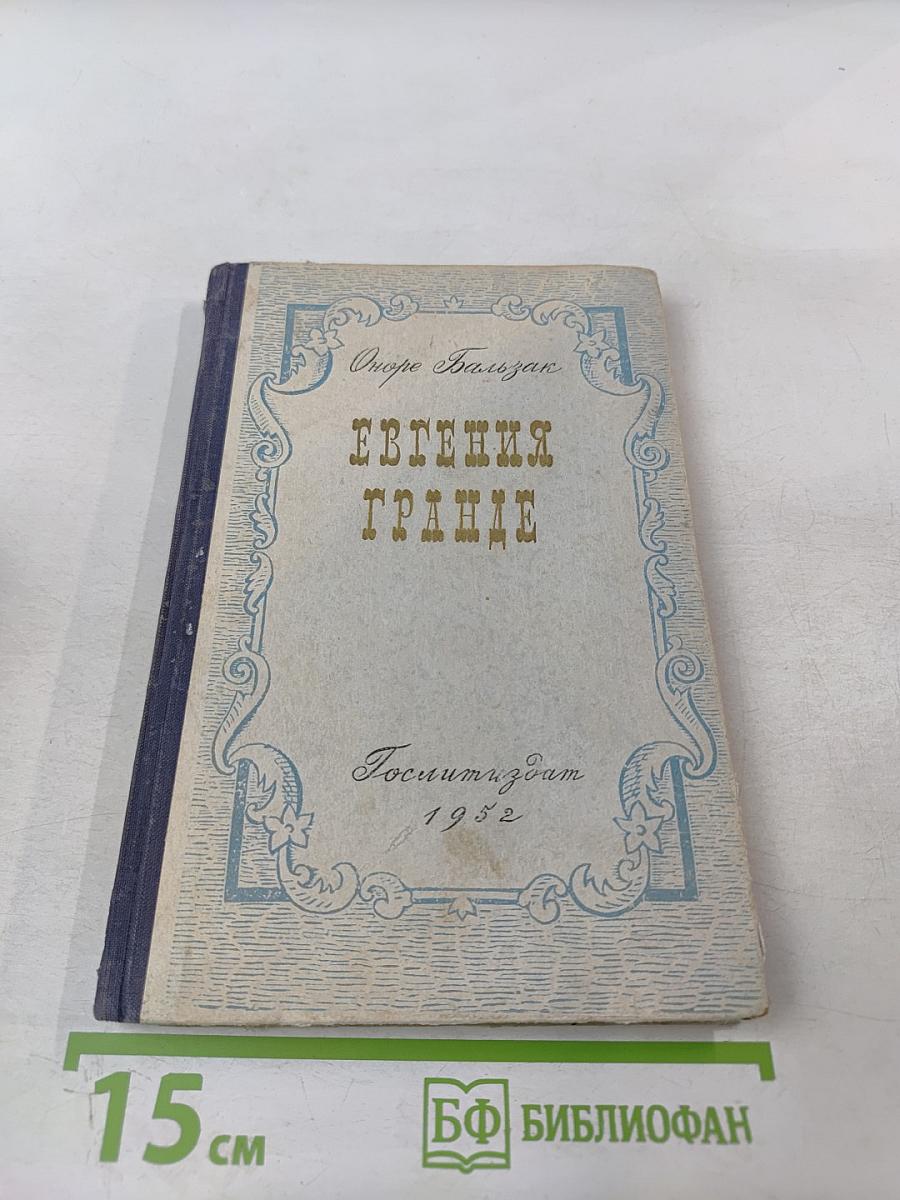 Оноре Бальзак
ЕВГЕНИЯ
ГРАНДЕ
Гослитиздат
1952
15 см
БФ БИБЛИОФАН